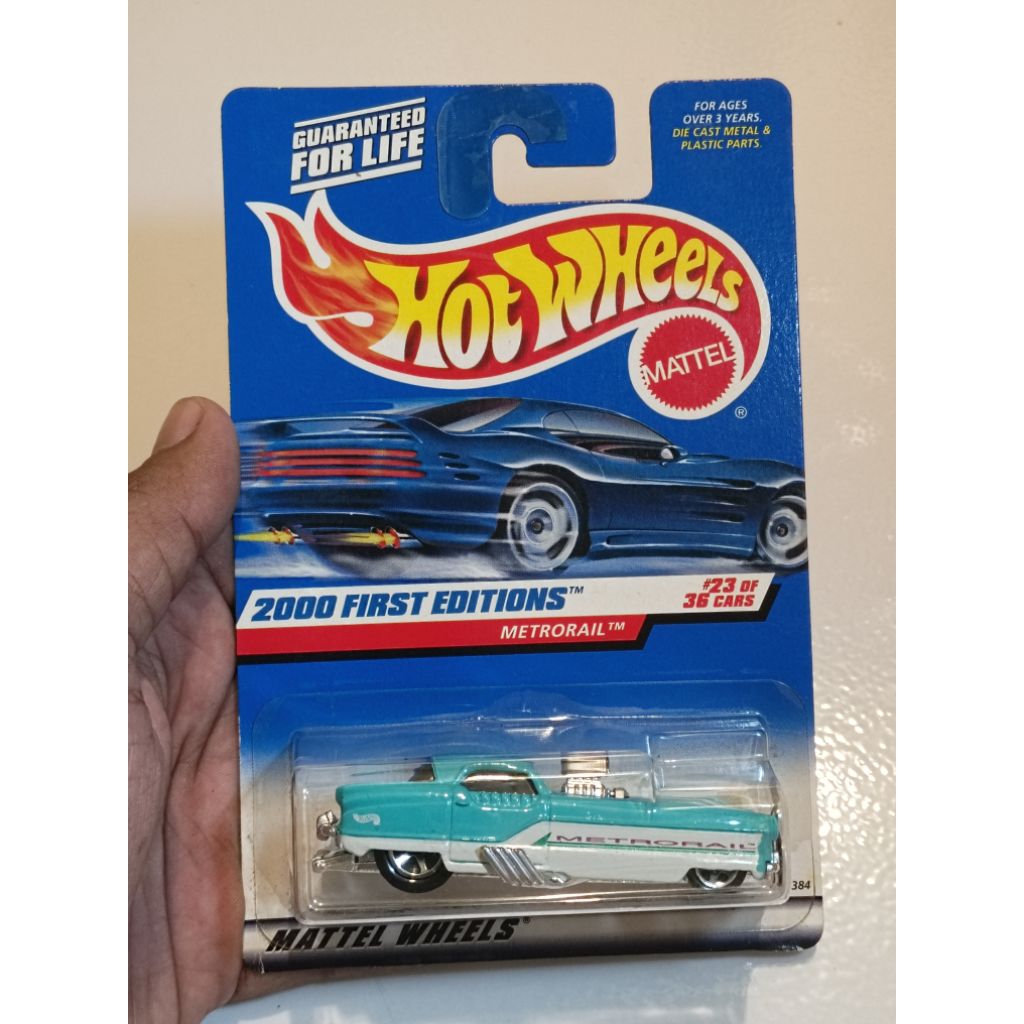 GUARANTEED
FOR LIFE
FOR AGES
OVER 3 YEARS.
DIE CAST METAL &
PLASTIC PARTS.
HOT WHEELS
MATTEL
®
2000 FIRST EDITIONS™
#23 OF
36 CARS
METRORAIL™
METRORAIL™
384
MATTEL WHEELS®